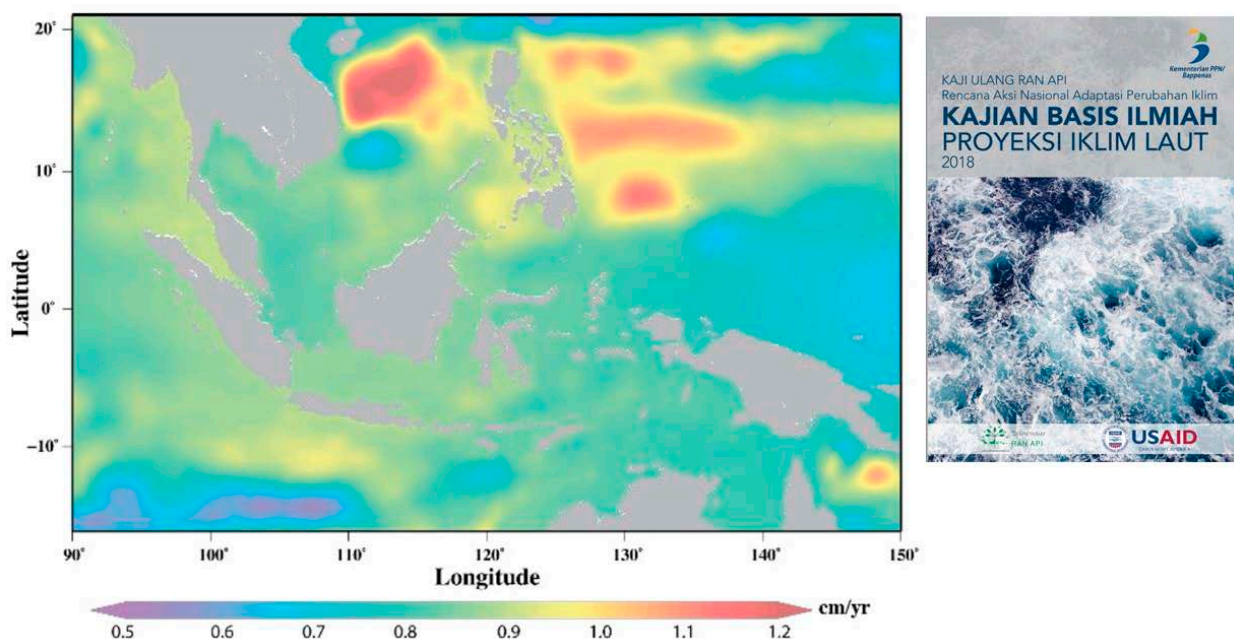 20°
10°
0°
−10°
Latitude
90°
100°
110°
120°
130°
140°
150°
Longitude
0.5
0.6
0.7
0.8
0.9
1.0
1.1
1.2
cm/yr
Kementerian PPN/
Bappenas
KAJI ULANG RAN API
Rencana Aksi Nasional Adaptasi Perubahan Iklim
KAJIAN BASIS ILMIAH
PROYEKSI IKLIM LAUT
2018
RAN API
USAID